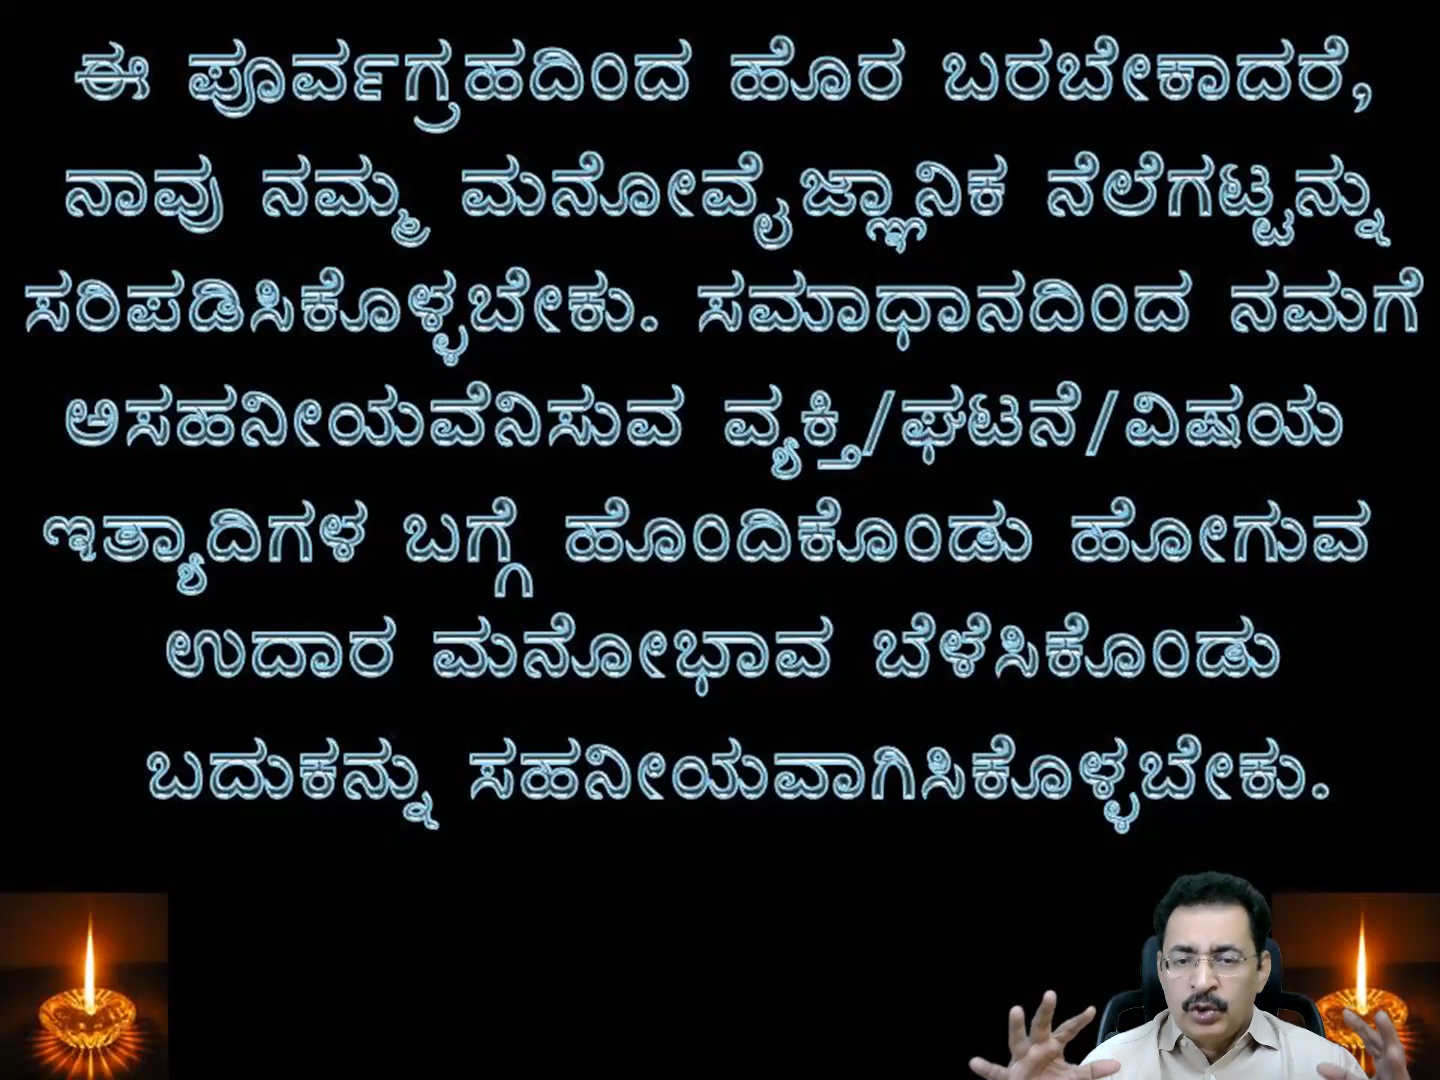 ಈ ಪೂರ್ವಗ್ರಹದಿಂದ ಹೊರ ಬರಬೇಕಾದರೆ,
ನಾವು ನಮ್ಮ ಮನೋವೈಜ್ಞಾನಿಕ ನೆಲೆಗಟ್ಟನ್ನು
ಸರಿಪಡಿಸಿಕೊಳ್ಳಬೇಕು. ಸಮಾಧಾನದಿಂದ ನಮಗೆ
ಅಸಹನೀಯವೆನಿಸುವ ವ್ಯಕ್ತಿ/ಘಟನೆ/ವಿಷಯ
ಇತ್ಯಾದಿಗಳ ಬಗ್ಗೆ ಹೊಂದಿಕೊಂಡು ಹೋಗುವ
ಉದಾರ ಮನೋಭಾವ ಬೆಳೆಸಿಕೊಂಡು
ಬದುಕನ್ನು ಸಹನೀಯವಾಗಿಸಿಕೊಳ್ಳಬೇಕು.